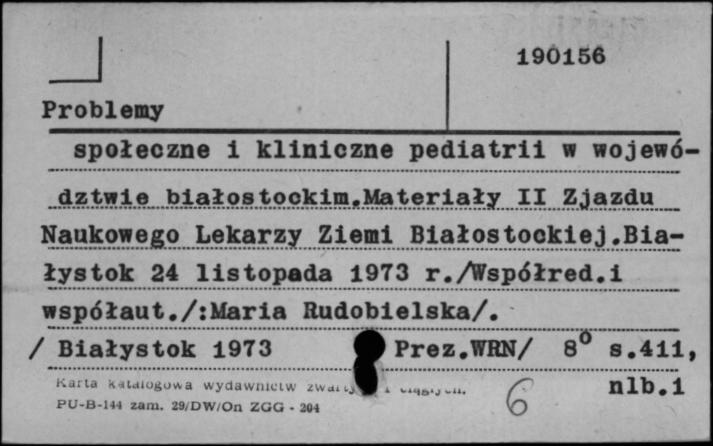 190156
Problemy
społeczne i kliniczne pediatrii w wojewó-
dztwie białostockim.Materiały II Zjazdu
Naukowego Lekarzy Ziemi Białostockiej.Bia-
łystok 24 listopada 1973 r./Współred.i
współaut./:Maria Rudobielska/.
/ Białystok 1973 Prez.WRN/ 8⁰ s.411,
nlb.1
Karta katalogowa wydawnictw i ciągłych.
PU-B-144 zam. 29/DW/On ZGG - 204
6